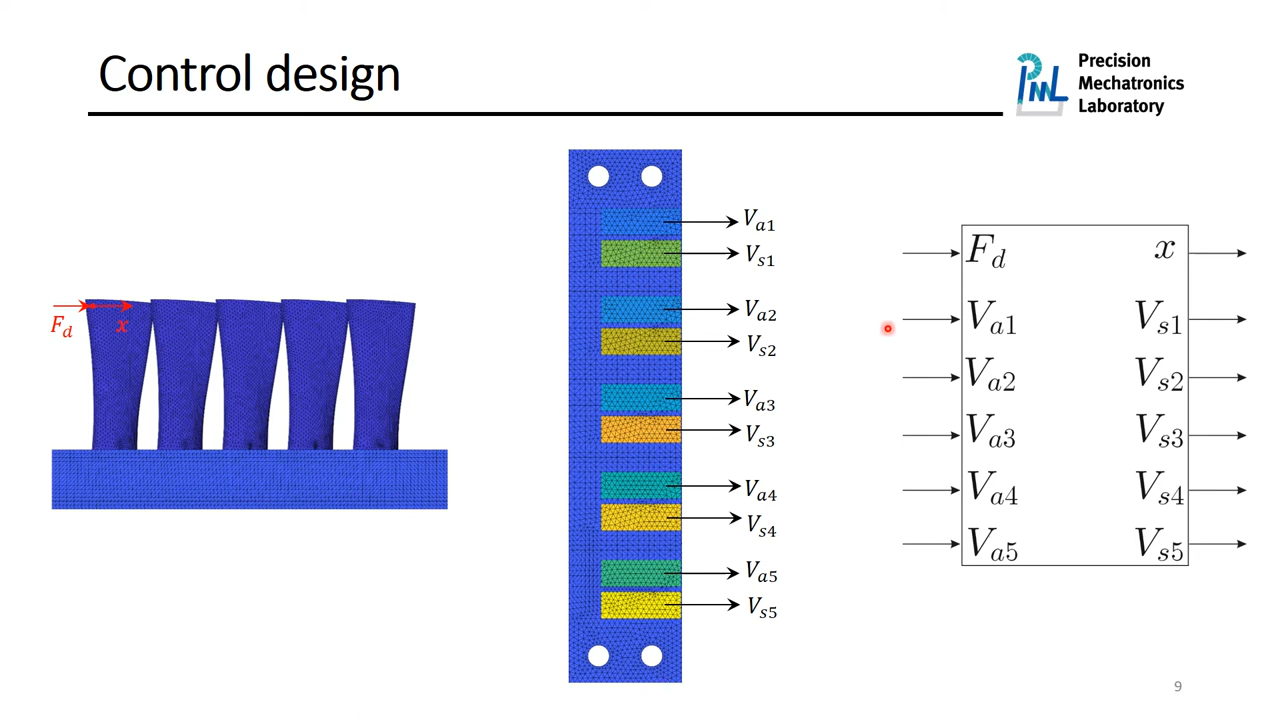 Control design
Precision
Mechatronics
Laboratory
F_d
x
V_a1
V_s1
V_a2
V_s2
V_a3
V_s3
V_a4
V_s4
V_a5
V_s5
F_d x
V_a1 V_s1
V_a2 V_s2
V_a3 V_s3
V_a4 V_s4
V_a5 V_s5
9